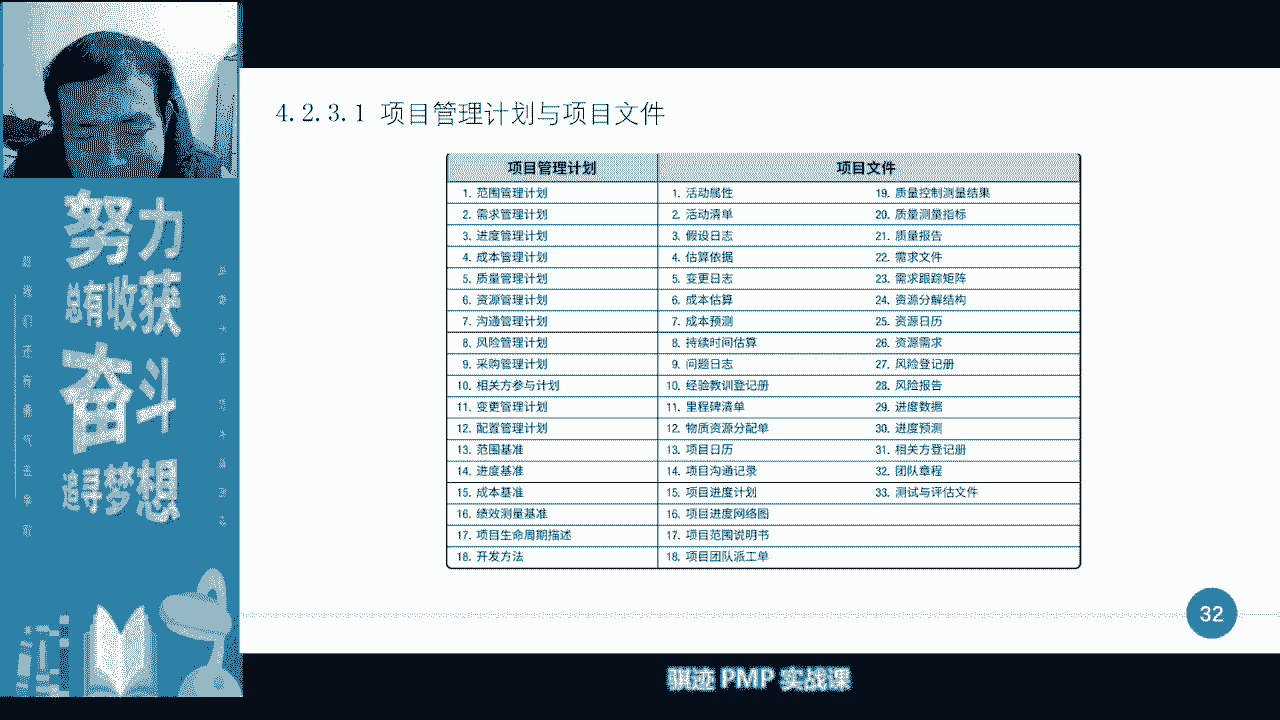 4.2.3.1 项目管理计划与项目文件
项目管理计划 项目文件
1. 范围管理计划 1. 活动属性 19. 质量控制测量结果
2. 需求管理计划 2. 活动清单 20. 质量测量指标
3. 进度管理计划 3. 假设日志 21. 质量报告
4. 成本管理计划 4. 估算依据 22. 需求文件
5. 质量管理计划 5. 变更日志 23. 需求跟踪矩阵
6. 资源管理计划 6. 成本估算 24. 资源分解结构
7. 沟通管理计划 7. 成本预测 25. 资源日历
8. 风险管理计划 8. 持续时间估算 26. 资源需求
9. 采购管理计划 9. 问题日志 27. 风险登记册
10. 相关方参与计划 10. 经验教训登记册 28. 风险报告
11. 变更管理计划 11. 里程碑清单 29. 进度数据
12. 配置管理计划 12. 物质资源分配单 30. 进度预测
13. 范围基准 13. 项目日历 31. 相关方登记册
14. 进度基准 14. 项目沟通记录 32. 团队章程
15. 成本基准 15. 项目进度计划 33. 测试与评估文件
16. 绩效测量基准 16. 项目进度网络图
17. 项目生命周期描述 17. 项目范围说明书
18. 开发方法 18. 项目团队派工单
努力
总有收获
奋斗
追寻梦想
32
骐迹 PMP 实战课